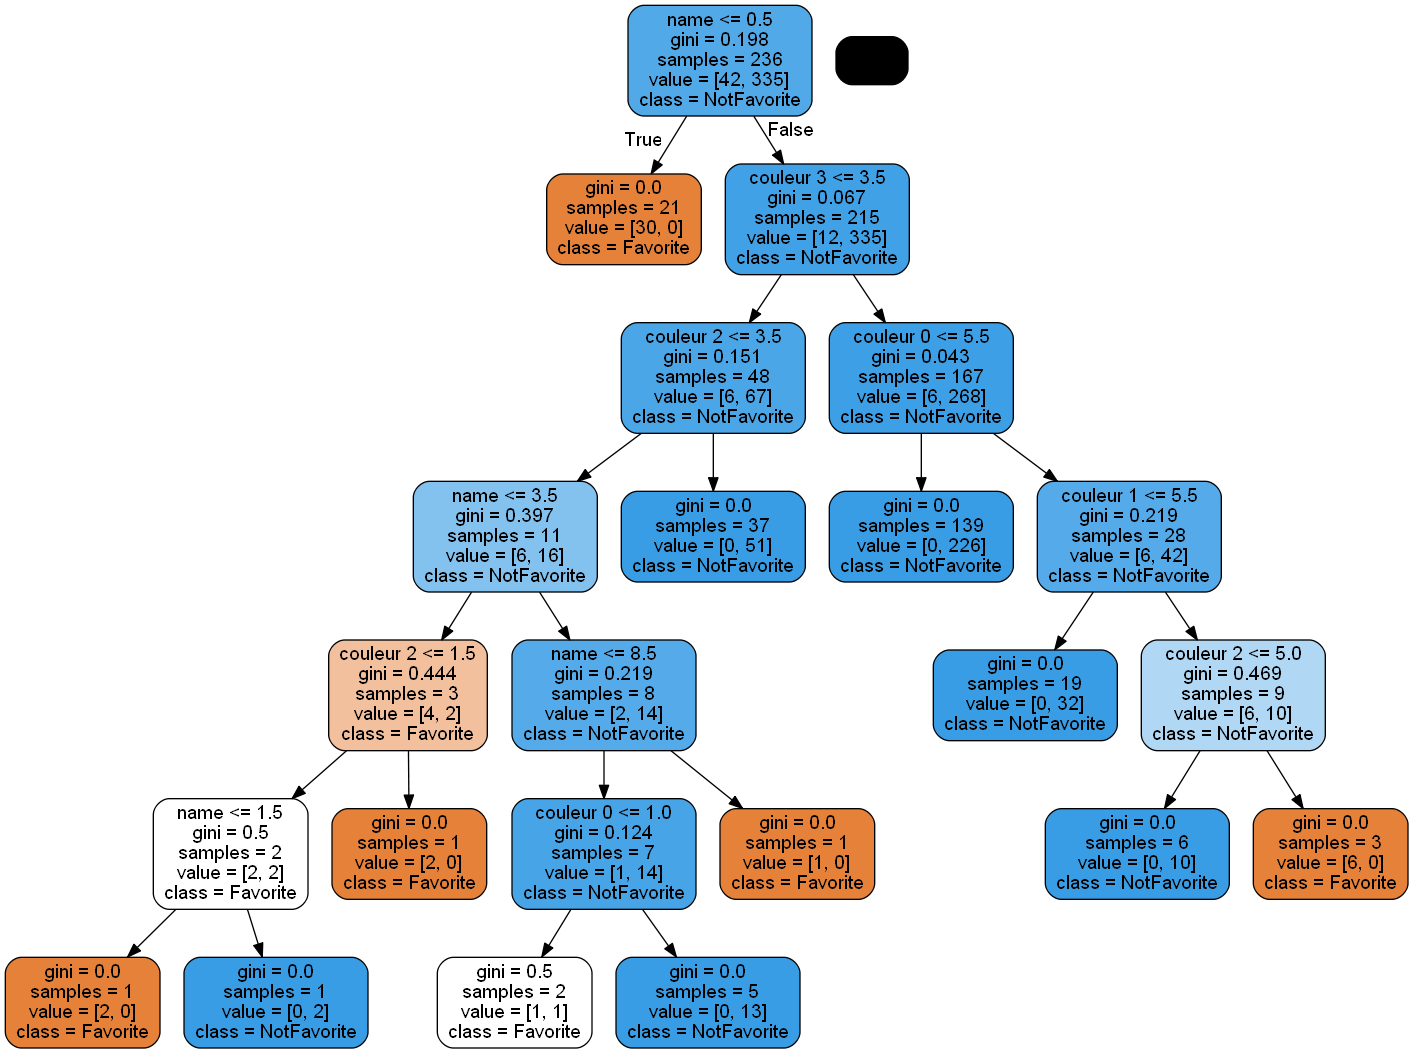 name <= 0.5
gini = 0.198
samples = 236
value = [42, 335]
class = NotFavorite
True
False
gini = 0.0
samples = 21
value = [30, 0]
class = Favorite
couleur 3 <= 3.5
gini = 0.067
samples = 215
value = [12, 335]
class = NotFavorite
couleur 2 <= 3.5
gini = 0.151
samples = 48
value = [6, 67]
class = NotFavorite
couleur 0 <= 5.5
gini = 0.043
samples = 167
value = [6, 268]
class = NotFavorite
name <= 3.5
gini = 0.397
samples = 11
value = [6, 16]
class = NotFavorite
gini = 0.0
samples = 37
value = [0, 51]
class = NotFavorite
gini = 0.0
samples = 139
value = [0, 226]
class = NotFavorite
couleur 1 <= 5.5
gini = 0.219
samples = 28
value = [6, 42]
class = NotFavorite
couleur 2 <= 1.5
gini = 0.444
samples = 3
value = [4, 2]
class = Favorite
name <= 8.5
gini = 0.219
samples = 8
value = [2, 14]
class = NotFavorite
gini = 0.0
samples = 19
value = [0, 32]
class = NotFavorite
couleur 2 <= 5.0
gini = 0.469
samples = 9
value = [6, 10]
class = NotFavorite
name <= 1.5
gini = 0.5
samples = 2
value = [2, 2]
class = Favorite
gini = 0.0
samples = 1
value = [2, 0]
class = Favorite
couleur 0 <= 1.0
gini = 0.124
samples = 7
value = [1, 14]
class = NotFavorite
gini = 0.0
samples = 1
value = [1, 0]
class = Favorite
gini = 0.0
samples = 6
value = [0, 10]
class = NotFavorite
gini = 0.0
samples = 3
value = [6, 0]
class = Favorite
gini = 0.0
samples = 1
value = [2, 0]
class = Favorite
gini = 0.0
samples = 1
value = [0, 2]
class = NotFavorite
gini = 0.5
samples = 2
value = [1, 1]
class = Favorite
gini = 0.0
samples = 5
value = [0, 13]
class = NotFavorite